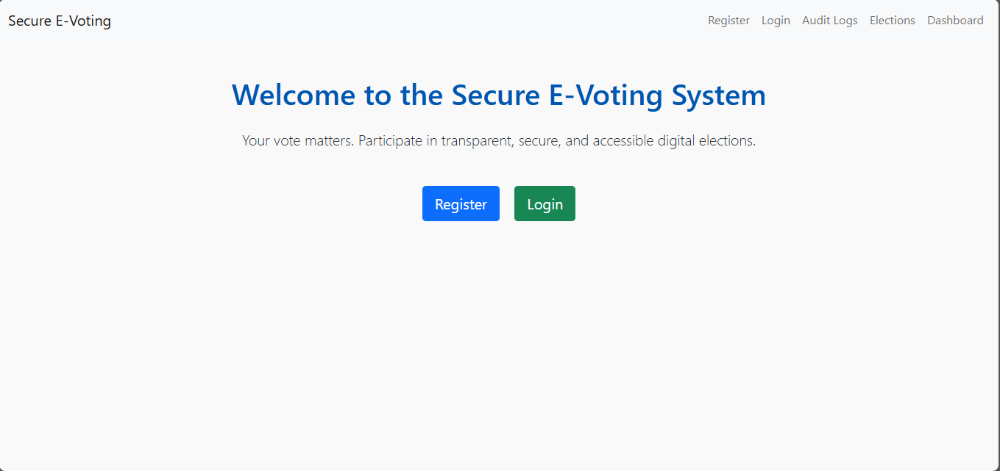 Secure E-Voting
Register Login Audit Logs Elections Dashboard
Welcome to the Secure E-Voting System
Your vote matters. Participate in transparent, secure, and accessible digital elections.
Register Login